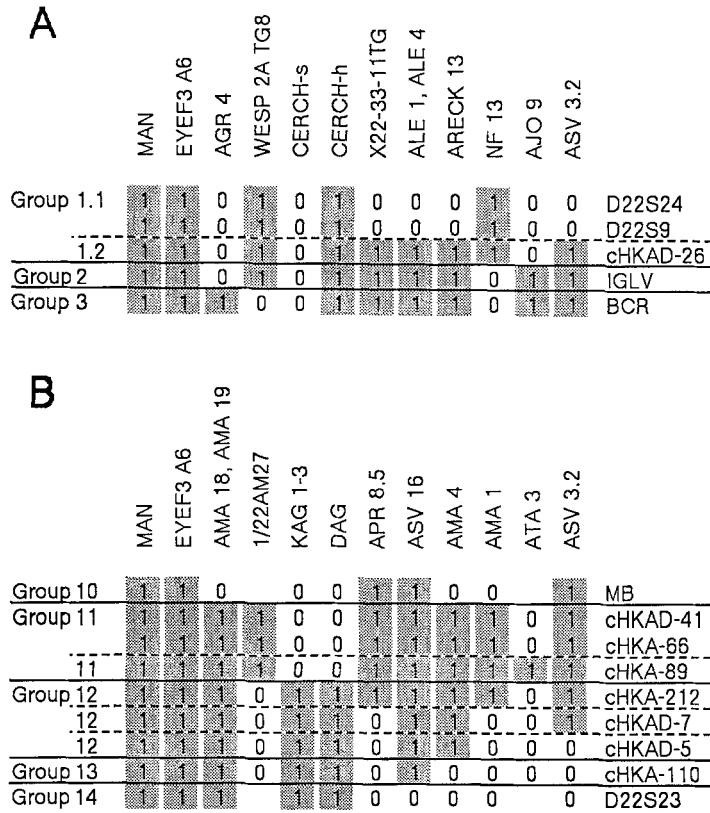 A
MAN EYEF3 A6 AGR 4 WESP 2A TG8 CERCH-s CERCH-h X22-33-11TG ALE 1, ALE 4 ARECK 13 NF 13 AJO 9 ASV 3.2
Group 1.1 1 1 0 1 0 1 0 0 0 1 0 0 D22S24
1 1 0 1 0 1 0 0 0 1 0 0 D22S9
1.2 1 1 0 1 0 1 1 1 1 1 0 1 cHKAD-26
Group 2 1 1 0 1 0 1 1 1 1 0 1 1 IGLV
Group 3 1 1 1 0 0 1 1 1 1 0 1 1 BCR
B
MAN EYEF3 A6 AMA 18, AMA 19 1/22AM27 KAG 1-3 DAG APR 8.5 ASV 16 AMA 4 AMA 1 ATA 3 ASV 3.2
Group 10 1 1 0 0 0 1 1 0 0 1 MB
Group 11 1 1 1 1 0 0 1 1 1 1 0 1 cHKAD-41
1 1 1 1 0 0 1 1 1 1 0 1 cHKA-66
11 1 1 1 1 0 0 1 1 1 1 1 1 cHKA-89
Group 12 1 1 1 0 1 1 1 1 1 1 0 1 cHKA-212
12 1 1 1 0 1 1 0 1 1 0 0 1 cHKAD-7
12 1 1 1 0 1 1 0 1 1 0 0 0 cHKAD-5
Group 13 1 1 1 0 1 1 0 1 0 0 0 0 cHKA-110
Group 14 1 1 1 1 1 0 0 0 0 0 D22S23